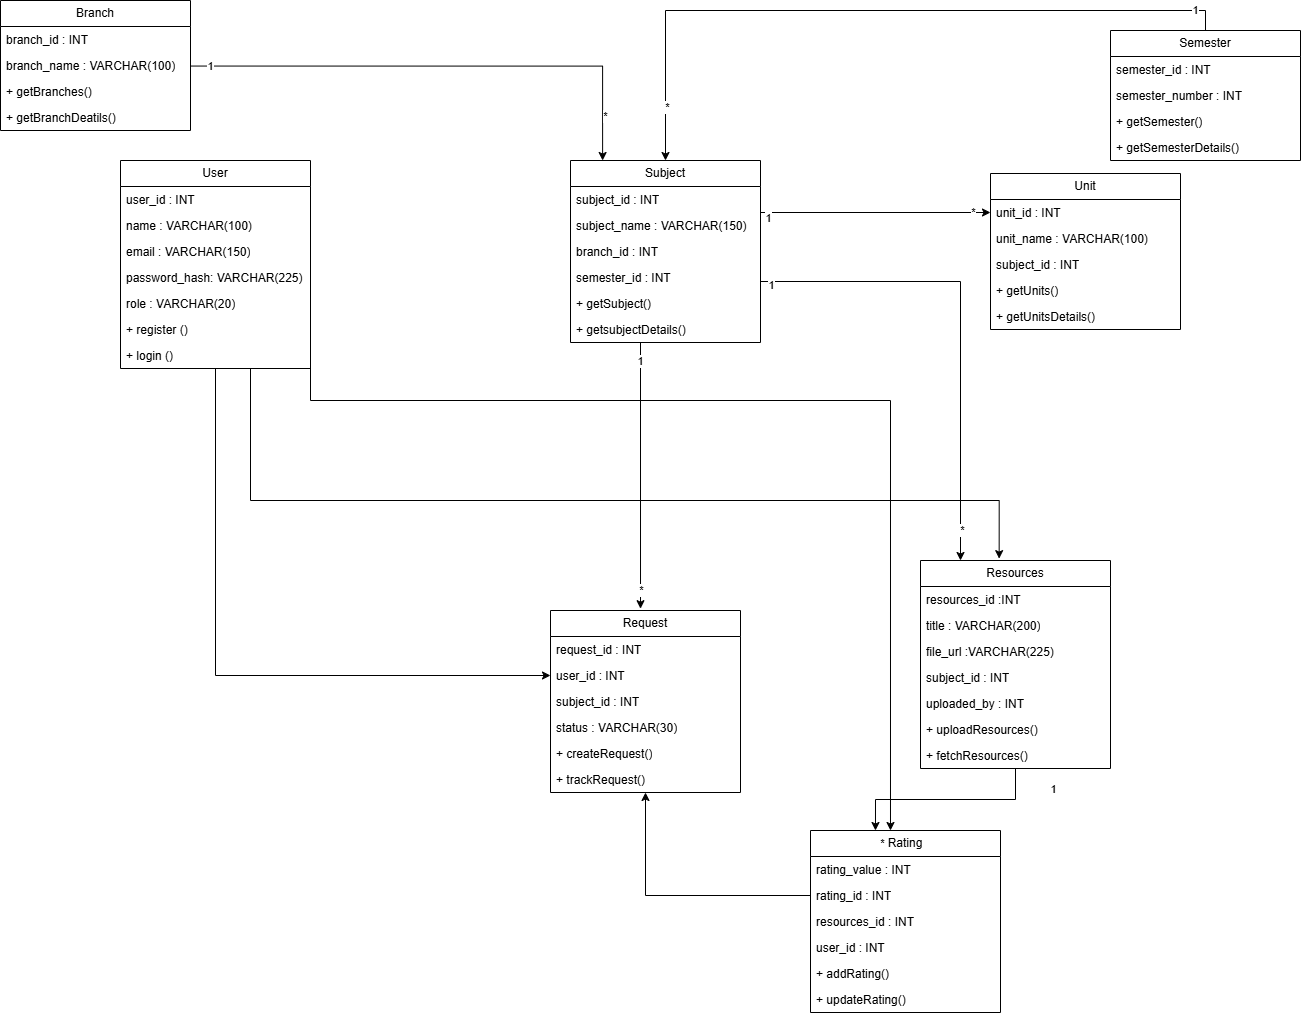 Branch
branch_id : INT
branch_name : VARCHAR(100)
+ getBranches()
+ getBranchDeatils()
1
*
1
*
Semester
semester_id : INT
semester_number : INT
+ getSemester()
+ getSemesterDetails()
User
user_id : INT
name : VARCHAR(100)
email : VARCHAR(150)
password_hash: VARCHAR(225)
role : VARCHAR(20)
+ register ()
+ login ()
Subject
subject_id : INT
subject_name : VARCHAR(150)
branch_id : INT
semester_id : INT
+ getSubject()
+ getsubjectDetails()
1
*
1
*
1
*
Unit
unit_id : INT
unit_name : VARCHAR(100)
subject_id : INT
+ getUnits()
+ getUnitsDetails()
Request
request_id : INT
user_id : INT
subject_id : INT
status : VARCHAR(30)
+ createRequest()
+ trackRequest()
Resources
resources_id :INT
title : VARCHAR(200)
file_url :VARCHAR(225)
subject_id : INT
uploaded_by : INT
+ uploadResources()
+ fetchResources()
1
* Rating
rating_value : INT
rating_id : INT
resources_id : INT
user_id : INT
+ addRating()
+ updateRating()